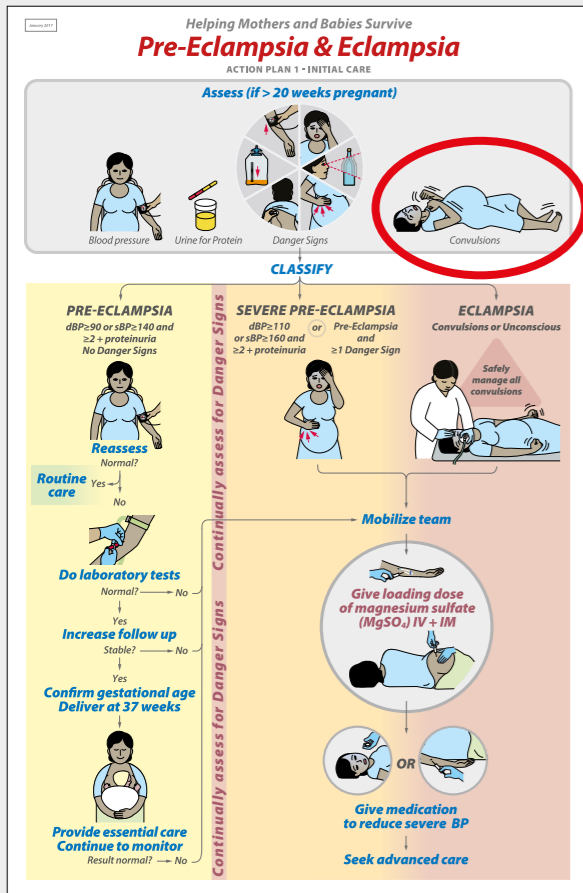 January 2017
Helping Mothers and Babies Survive
Pre-Eclampsia & Eclampsia
ACTION PLAN 1 - INITIAL CARE
Assess (if > 20 weeks pregnant)
Blood pressure
Urine for Protein
Danger Signs
Convulsions
CLASSIFY
PRE-ECLAMPSIA
dBP≥90 or sBP≥140 and
≥2 + proteinuria
No Danger Signs
Reassess
Normal?
Yes
Routine
care
No
Do laboratory tests
Normal?
No
Yes
Increase follow up
Stable?
No
Yes
Confirm gestational age
Deliver at 37 weeks
Provide essential care
Continue to monitor
Result normal?
No
Continually assess for Danger Signs
Continually assess for Danger Signs
SEVERE PRE-ECLAMPSIA
dBP≥110
or sBP≥160 and
≥2 + proteinuria
or
Pre-Eclampsia
and
≥1 Danger Sign
ECLAMPSIA
Convulsions or Unconscious
Safely
manage all
convulsions
Mobilize team
Give loading dose
of magnesium sulfate
(MgSO₄) IV + IM
OR
Give medication
to reduce severe BP
Seek advanced care